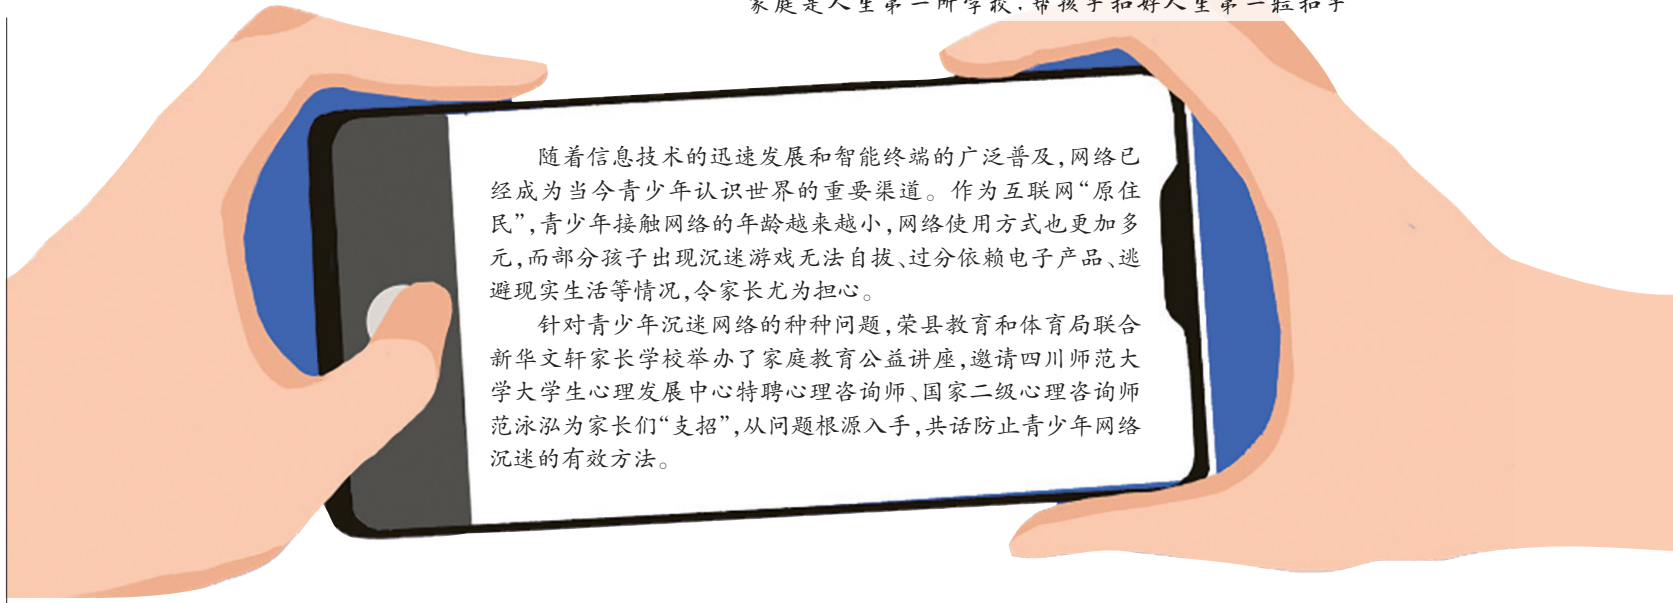 家庭是人生第一所学校,帮孩子扣好人生第一粒扣子
随着信息技术的迅速发展和智能终端的广泛普及,网络已
经成为当今青少年认识世界的重要渠道。作为互联网“原住
民”,青少年接触网络的年龄越来越小,网络使用方式也更加多
元,而部分孩子出现沉迷游戏无法自拔、过分依赖电子产品、逃
避现实生活等情况,令家长尤为担心。
针对青少年沉迷网络的种种问题,荣县教育和体育局联合
新华文轩家长学校举办了家庭教育公益讲座,邀请四川师范大
学大学生心理发展中心特聘心理咨询师、国家二级心理咨询师
范泳泓为家长们“支招”,从问题根源入手,共话防止青少年网络
沉迷的有效方法。